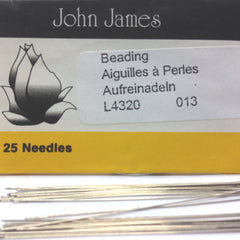 John James
Beading
Aiguilles à Perles
Aufreinadeln
L4320 013
25 Needles